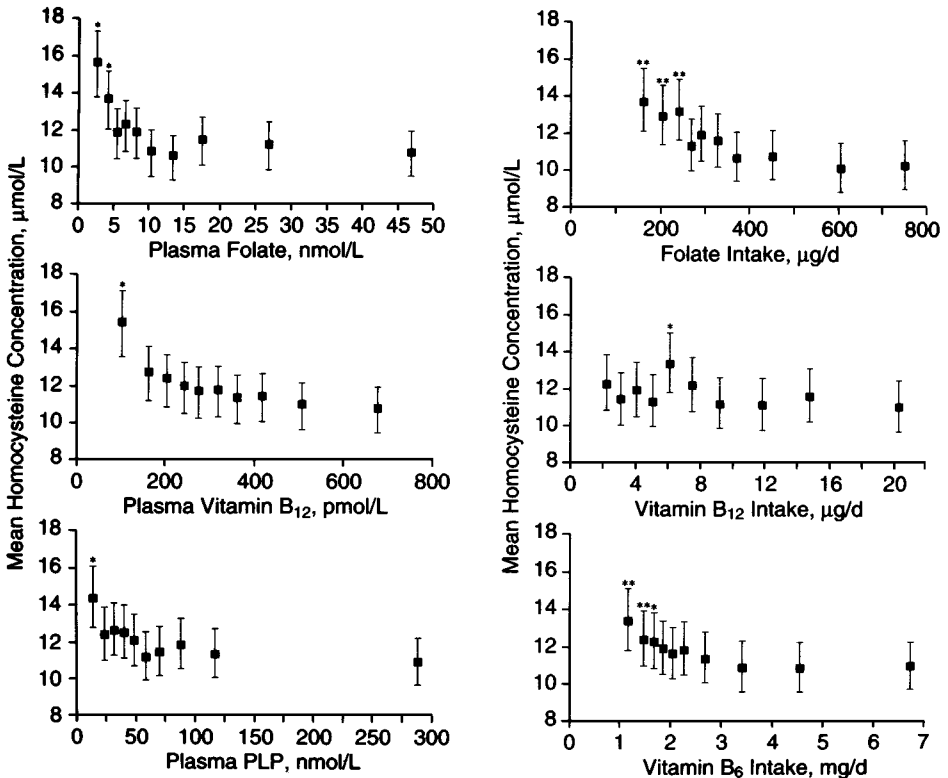 Mean Homocysteine Concentration, μmol/L
18
16
14
12
10
8
*
*
0 5 10 15 20 25 30 35 40 45 50
Plasma Folate, nmol/L
18
16
14
12
10
8
*
0 200 400 600 800
Plasma Vitamin B12, pmol/L
18
16
14
12
10
8
*
0 50 100 150 200 250 300
Plasma PLP, nmol/L
Mean Homocysteine Concentration, μmol/L
18
16
14
12
10
8
** ** **
0 200 400 600 800
Folate Intake, μg/d
18
16
14
12
10
8
*
0 4 8 12 16 20
Vitamin B12 Intake, μg/d
18
16
14
12
10
8
**
** *
0 1 2 3 4 5 6 7
Vitamin B6 Intake, mg/d